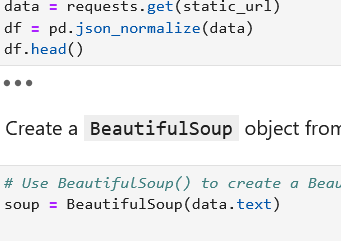 data = requests.get(static_url)
df = pd.json_normalize(data)
df.head()
Create a BeautifulSoup object from
# Use BeautifulSoup() to create a Beau
soup = BeautifulSoup(data.text)